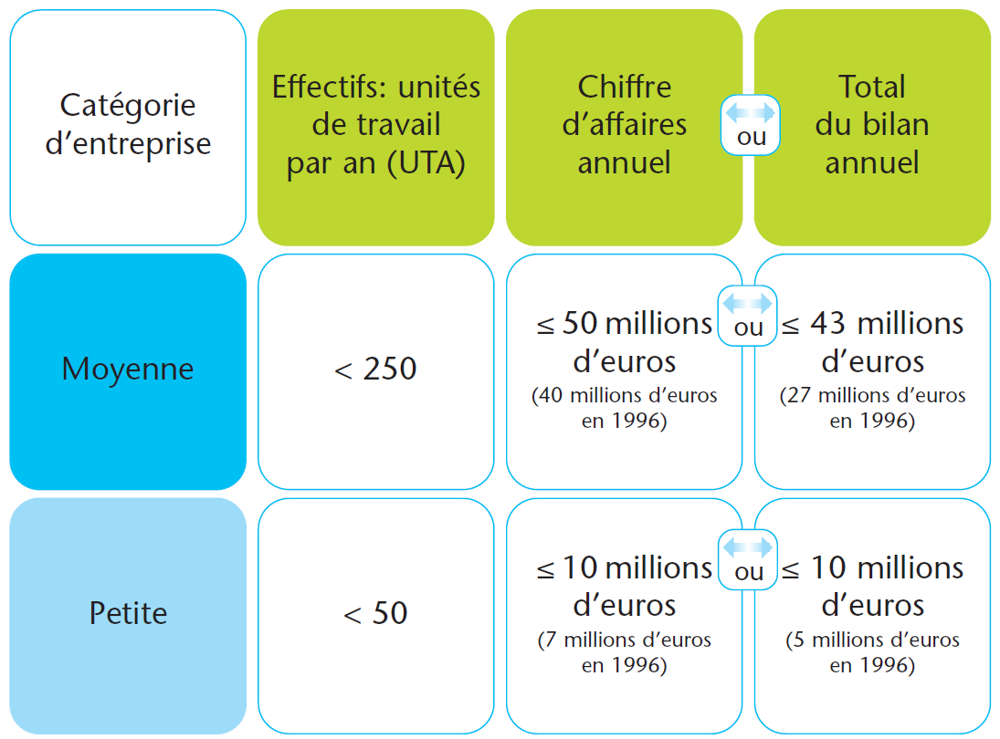 Catégorie
d'entreprise
Effectifs: unités
de travail
par an (UTA)
Chiffre
d'affaires
annuel
ou
Total
du bilan
annuel
Moyenne
< 250
≤ 50 millions
d'euros
(40 millions d'euros
en 1996)
ou
≤ 43 millions
d'euros
(27 millions d'euros
en 1996)
Petite
< 50
≤ 10 millions
d'euros
(7 millions d'euros
en 1996)
ou
≤ 10 millions
d'euros
(5 millions d'euros
en 1996)